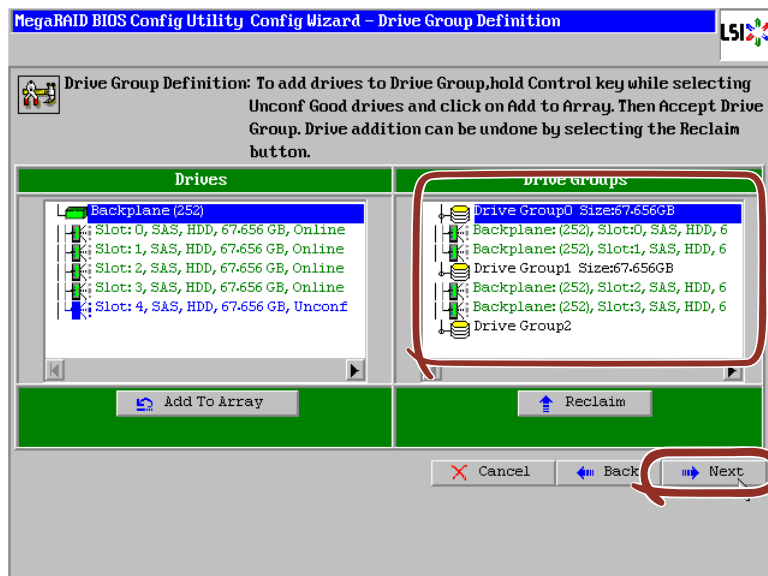 MegaRAID BIOS Config Utility Config Wizard – Drive Group Definition
LSI
Drive Group Definition: To add drives to Drive Group,hold Control key while selecting
Unconf Good drives and click on Add to Array. Then Accept Drive
Group. Drive addition can be undone by selecting the Reclaim
button.
Drives
Backplane (252)
Slot: 0, SAS, HDD, 67.656 GB, Online
Slot: 1, SAS, HDD, 67.656 GB, Online
Slot: 2, SAS, HDD, 67.656 GB, Online
Slot: 3, SAS, HDD, 67.656 GB, Online
Slot: 4, SAS, HDD, 67.656 GB, Unconf
Add To Array
Drive Groups
Drive Group0 Size:67.656GB
Backplane: (252), Slot:0, SAS, HDD, 6
Backplane: (252), Slot:1, SAS, HDD, 6
Drive Group1 Size:67.656GB
Backplane: (252), Slot:2, SAS, HDD, 6
Backplane: (252), Slot:3, SAS, HDD, 6
Drive Group2
Reclaim
Cancel
Back
Next